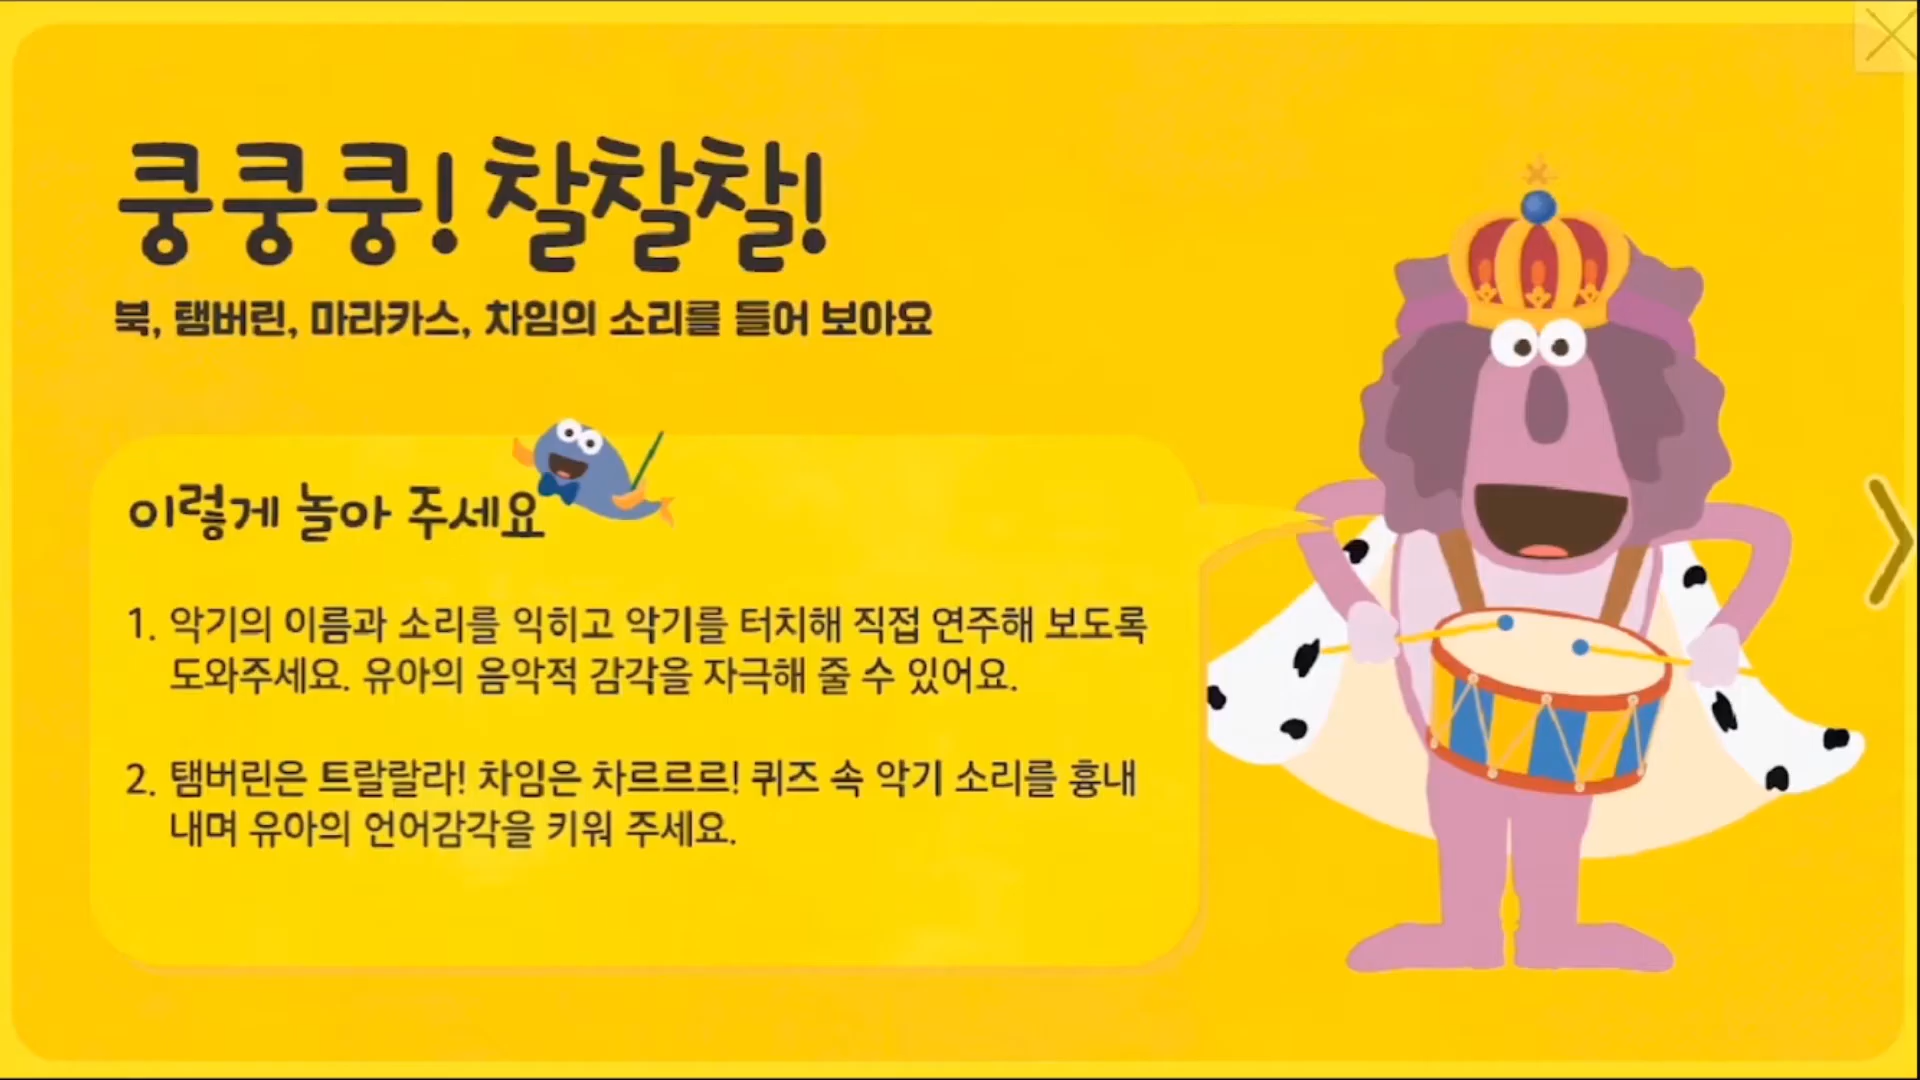 쿵쿵쿵! 찰찰찰!
북, 탬버린, 마라카스, 차임의 소리를 들어 보아요
이렇게 놀아 주세요
1. 악기의 이름과 소리를 익히고 악기를 터치해 직접 연주해 보도록
도와주세요. 유아의 음악적 감각을 자극해 줄 수 있어요.
2. 탬버린은 트랄랄라! 차임은 차르르르! 퀴즈 속 악기 소리를 흉내
내며 유아의 언어감각을 키워 주세요.